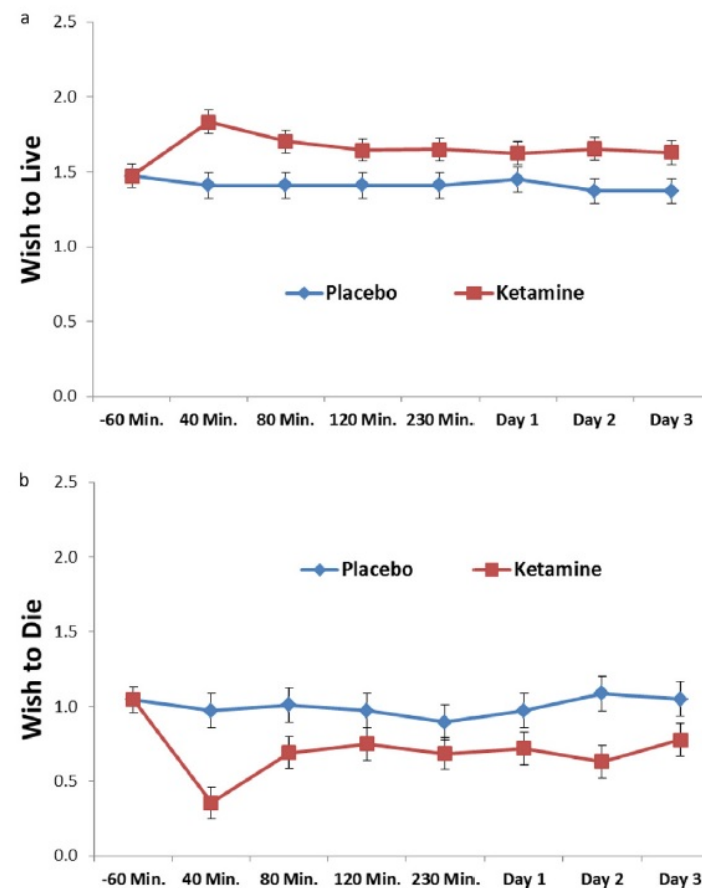 a
2.5
2.0
1.5
1.0
0.5
0.0
Wish to Live
Placebo Ketamine
-60 Min. 40 Min. 80 Min. 120 Min. 230 Min. Day 1 Day 2 Day 3
b
2.5
2.0
1.5
1.0
0.5
0.0
Wish to Die
Placebo Ketamine
-60 Min. 40 Min. 80 Min. 120 Min. 230 Min. Day 1 Day 2 Day 3